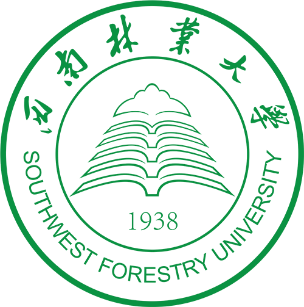 西南林业大学
1938
SOUTHWEST FORESTRY UNIVERSITY